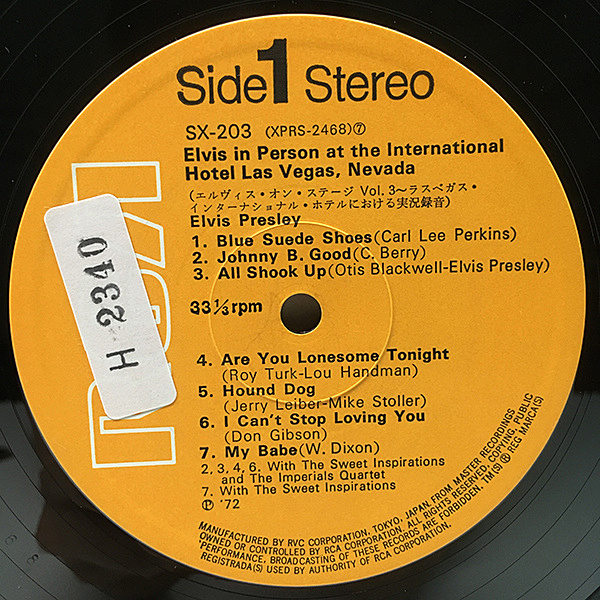 Side 1 Stereo
SX-203 (XPRS-2468)⑦
Elvis in Person at the International
Hotel Las Vegas, Nevada
(エルヴィス・オン・ステージ Vol. 3〜ラスベガス・
インターナショナル・ホテルにおける実況録音)
Elvis Presley
1. Blue Suede Shoes(Carl Lee Perkins)
2. Johnny B. Good(C. Berry)
3. All Shook Up(Otis Blackwell-Elvis Presley)
33⅓rpm
RCA
H 2340
4. Are You Lonesome Tonight
(Roy Turk-Lou Handman)
5. Hound Dog
(Jerry Leiber-Mike Stoller)
6. I Can't Stop Loving You
(Don Gibson)
7. My Babe(W. Dixon)
2, 3, 4, 6. With The Sweet Inspirations
and The Imperials Quartet
7. With The Sweet Inspirations
Ⓟ '72
MANUFACTURED BY RVC CORPORATION, TOKYO, JAPAN, FROM MASTER RECORDINGS
OWNED OR CONTROLLED BY RCA CORPORATION. ALL RIGHTS RESERVED, COPYING, PUBLIC
PERFORMANCE, BROADCASTING OF THESE RECORDS ARE FORBIDDEN. TM(S)® REG MARCA(S)
REGISTRADA(S) USED BY AUTHORITY OF RCA CORPORATION.